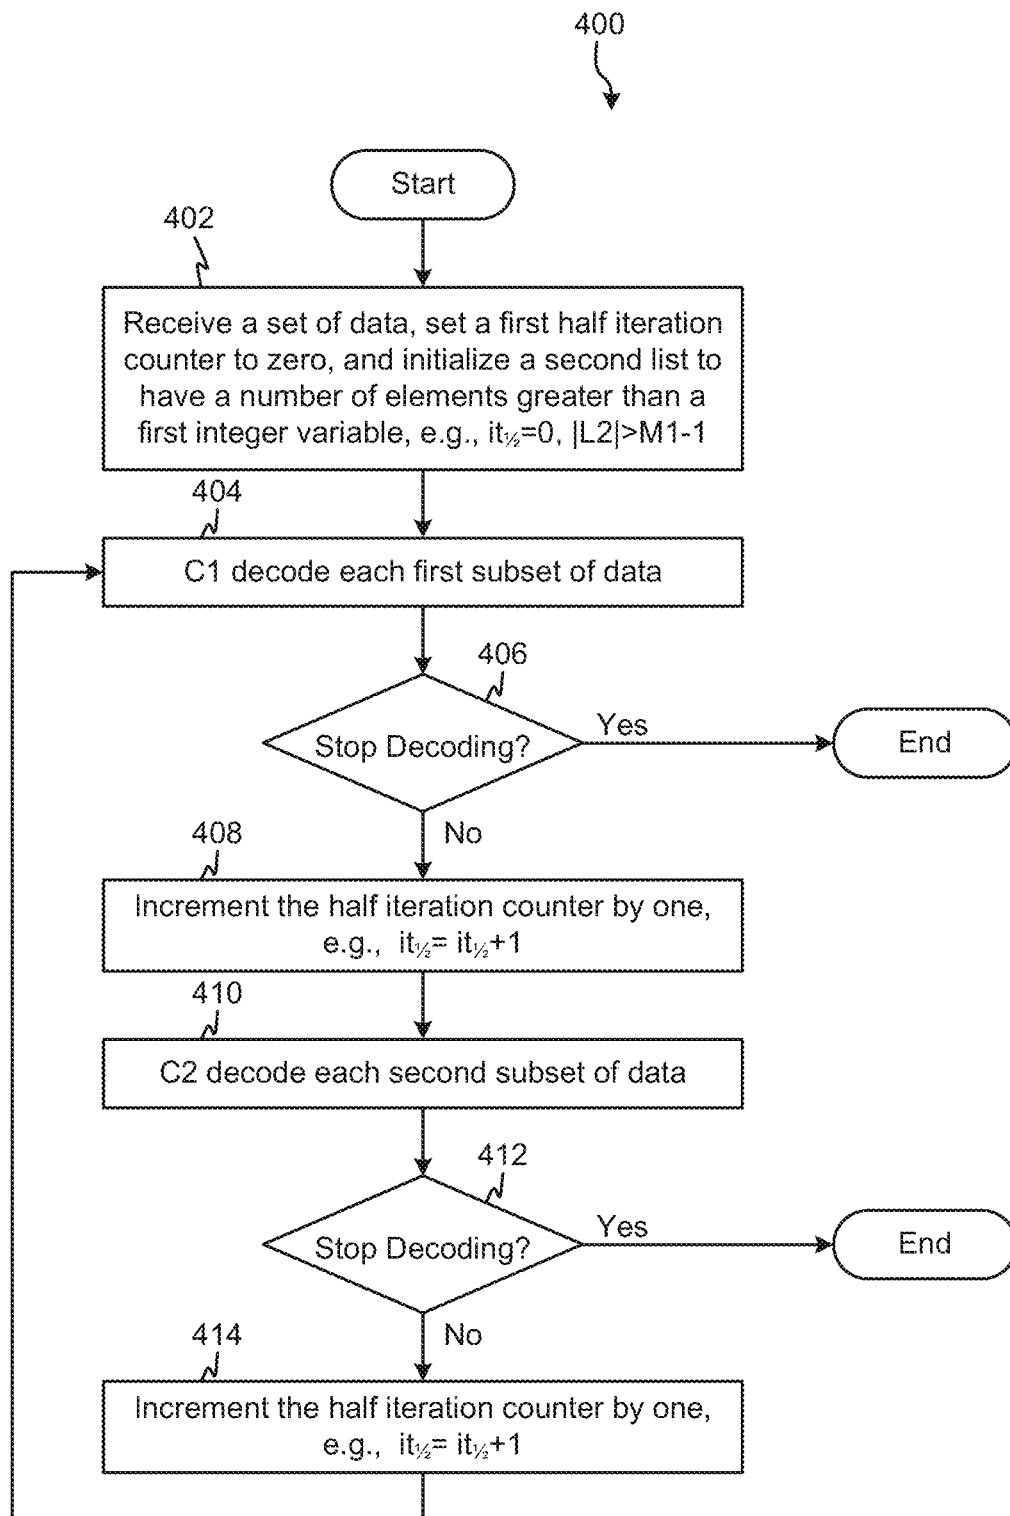 400
Start
402
Receive a set of data, set a first half iteration
counter to zero, and initialize a second list to
have a number of elements greater than a
first integer variable, e.g., it½=0, |L2|>M1-1
404
C1 decode each first subset of data
406
Stop Decoding?
Yes
End
No
408
Increment the half iteration counter by one,
e.g., it½= it½+1
410
C2 decode each second subset of data
412
Stop Decoding?
Yes
End
No
414
Increment the half iteration counter by one,
e.g., it½= it½+1